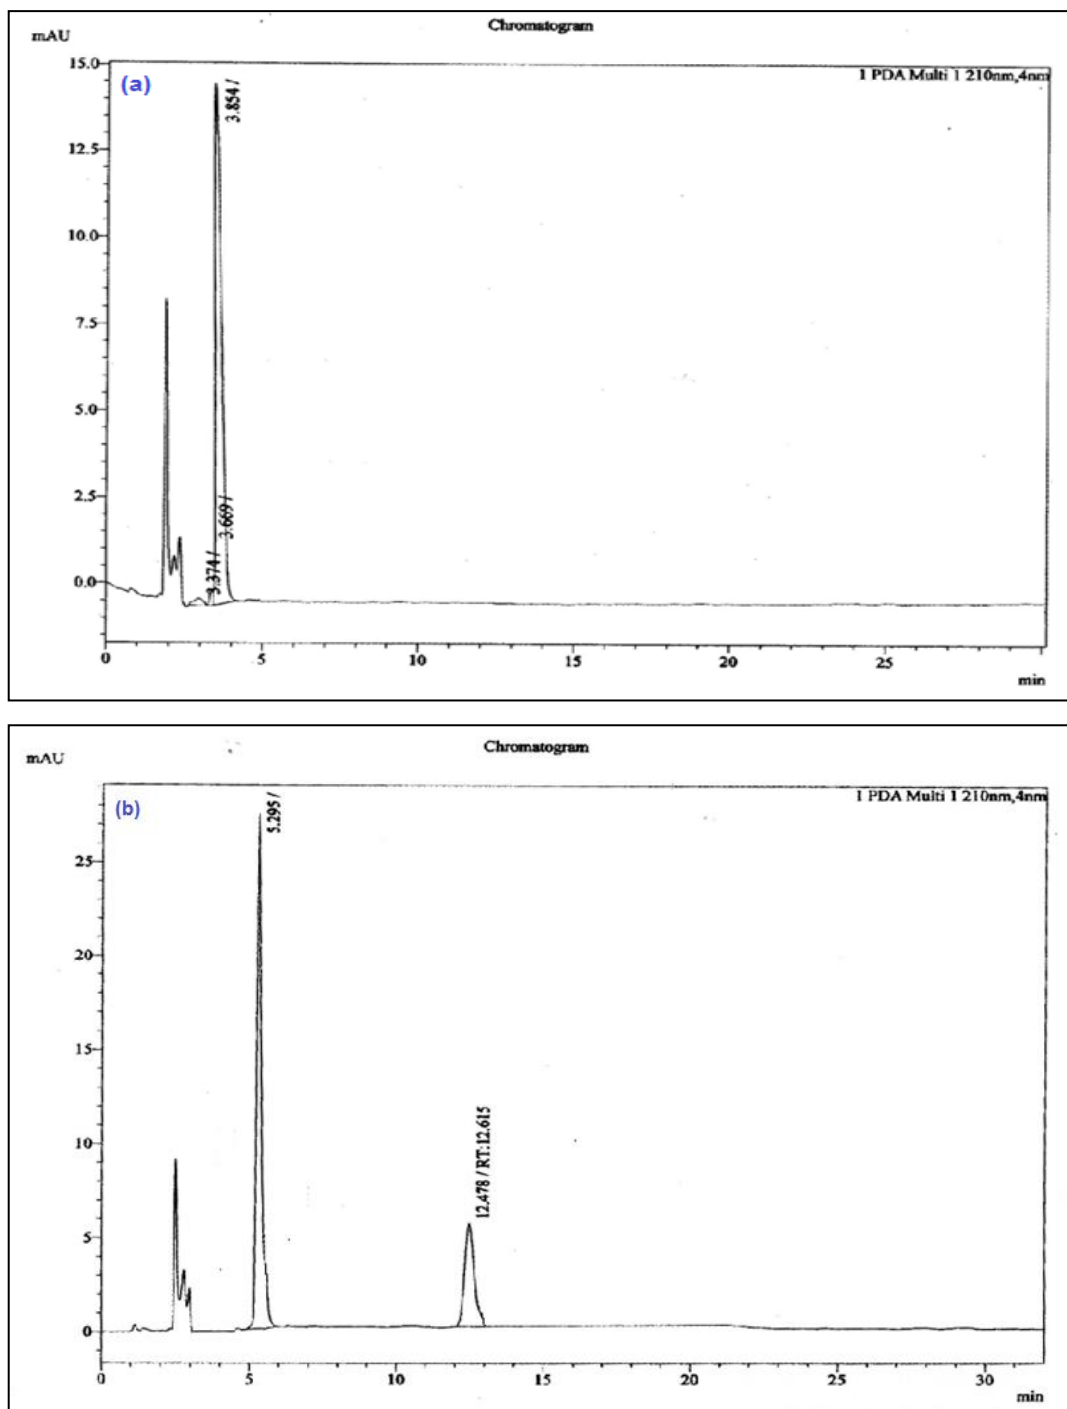 Chromatogram
mAU
15.0
1 PDA Multi 1 210nm,4nm
(a)
3.854 /
12.5
10.0
7.5
5.0
2.5
3.669 /
3.374 /
0.0
0 5 10 15 20 25
min
Chromatogram
mAU
1 PDA Multi 1 210nm,4nm
(b)
5.295 /
25
20
15
12.478 / RT:12.615
10
5
0
0 5 10 15 20 25 30
min